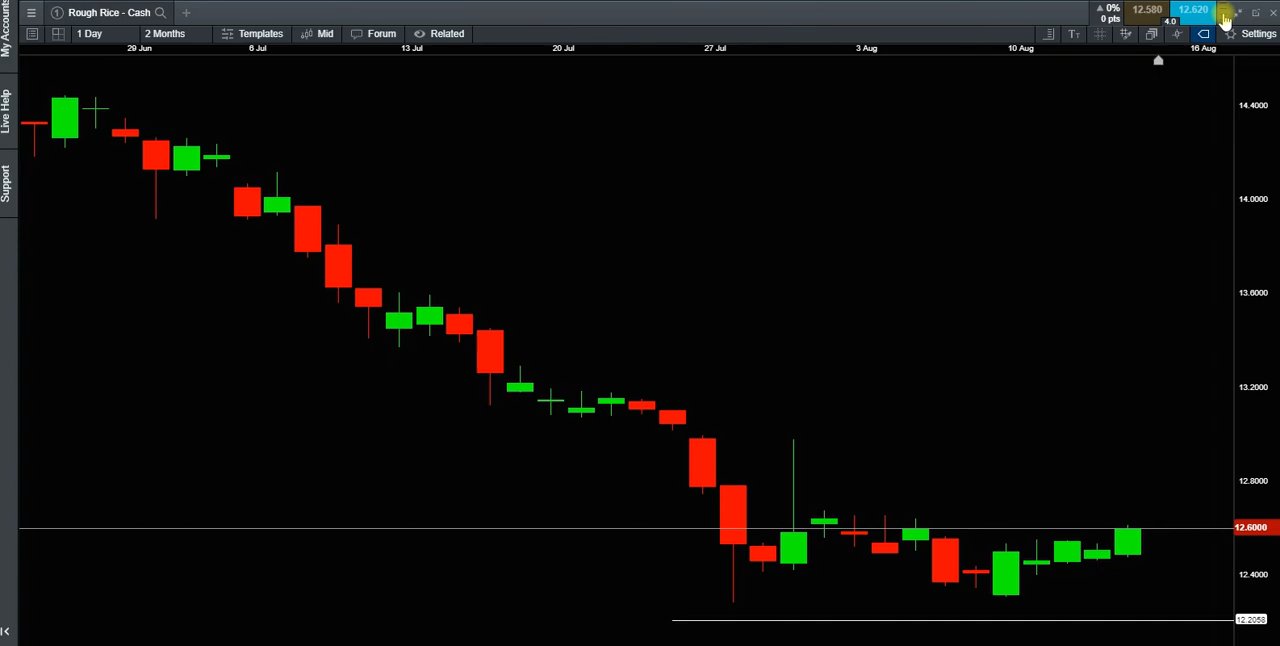 Rough Rice - Cash
0%
0 pts
12.580
12.620
4.0
1 Day
2 Months
Templates
Mid
Forum
Related
Settings
My Accounts
Live Help
Support
29 Jun
6 Jul
13 Jul
20 Jul
27 Jul
3 Aug
10 Aug
16 Aug
14.4000
14.0000
13.6000
13.2000
12.8000
12.6000
12.4000
12.2058